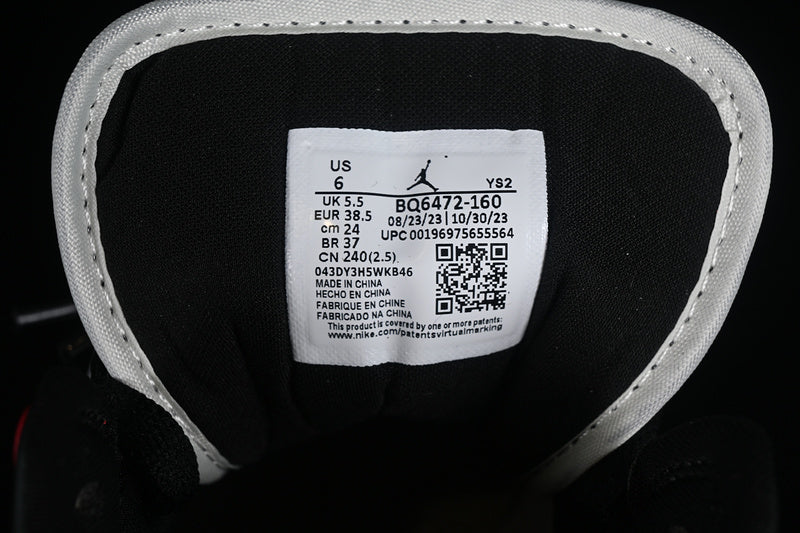 US
6
YS2
UK 5.5
EUR 38.5
cm 24
BR 37
CN 240(2.5)
BQ6472-160
08/23/23 | 10/30/23
UPC 00196975655564
043DY3H5WKB46
MADE IN CHINA
HECHO EN CHINA
FABRIQUE EN CHINE
FABRICADO NA CHINA
This product is covered by one or more patents:
www.nike.com/patentsvirtualmarking